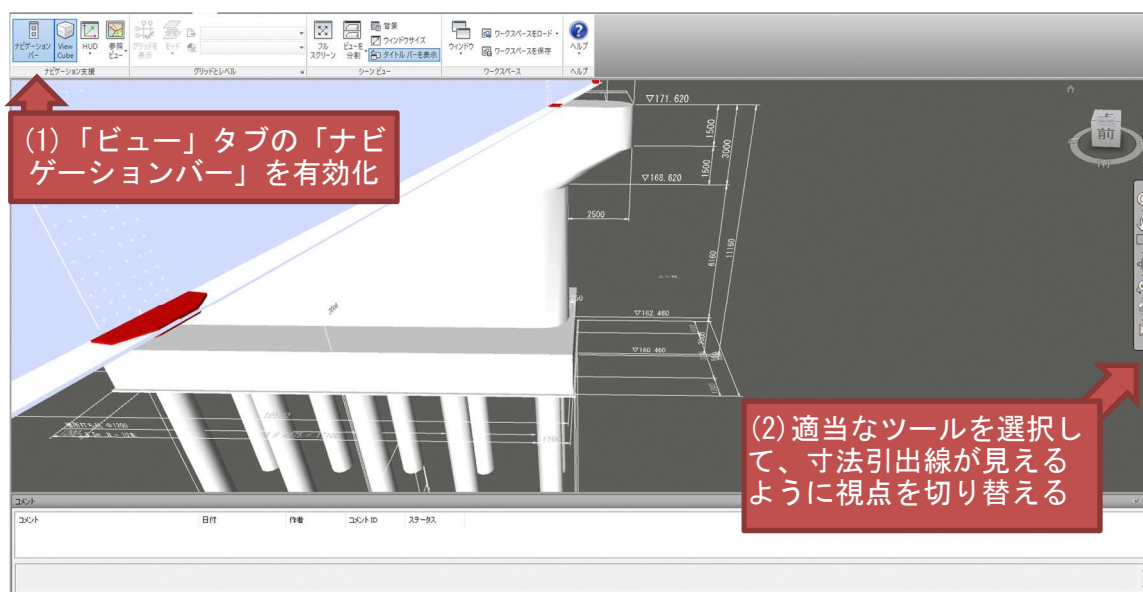 ナビゲーション バー
View Cube
HUD
参照 ビュー
グリッドを 表示
モード
フル スクリーン
ビューを 分割
背景
ウィンドウサイズ
タイトル バーを表示
ウィンドウ
ワークスペースをロード
ワークスペースを保存
ヘルプ
ナビゲーション支援
グリッドとレベル
シーン ビュー
ワークスペース
ヘルプ
(1)「ビュー」タブの「ナビ
ゲーションバー」を有効化
▽171.620
1500
3000
1500
▽168.620
2500
6160
11160
▽162.460
▽160.460
上
前
(2)適当なツールを選択し
て、寸法引出線が見える
ように視点を切り替える
コメント
コメント 日付 作者 コメント ID ステータス